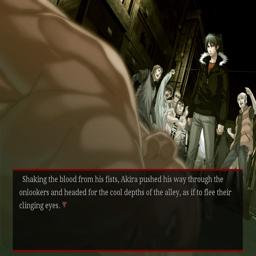 Shaking the blood from his fists, Akira pushed his way through the
onlookers and headed for the cool depths of the alley, as if to flee their
clinging eyes.